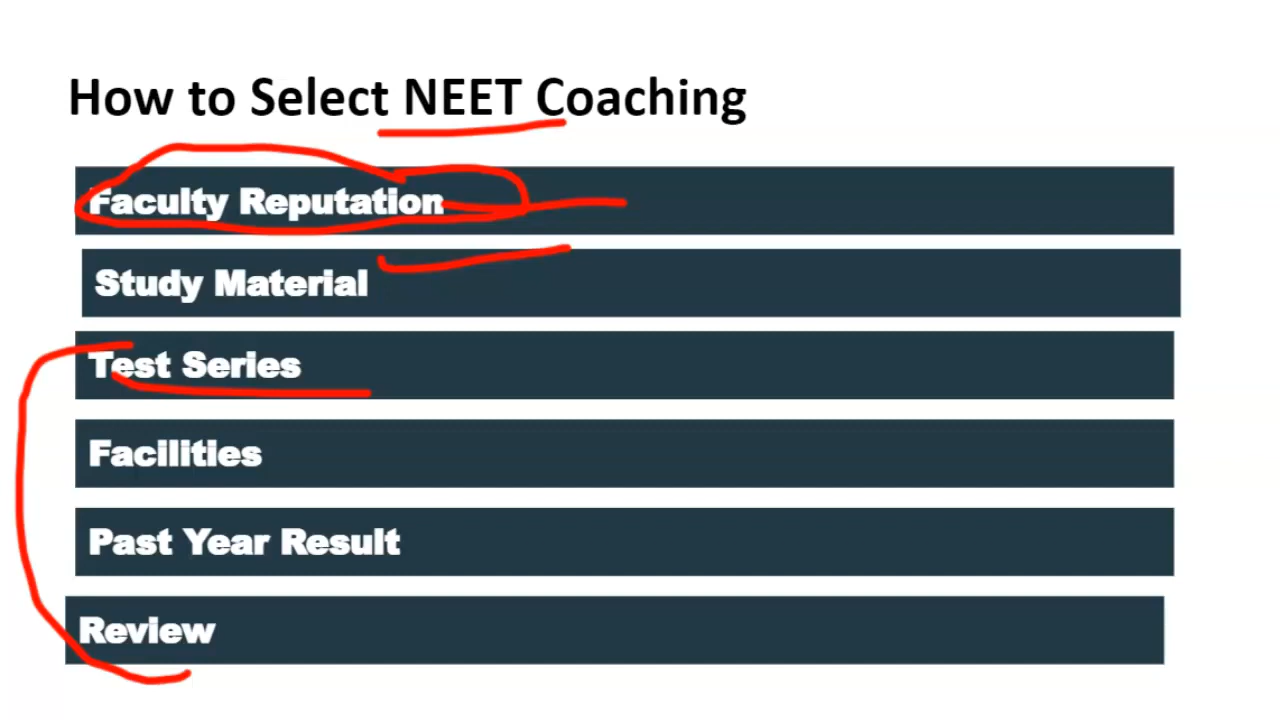 How to Select NEET Coaching
Faculty Reputation
Study Material
Test Series
Facilities
Past Year Result
Review